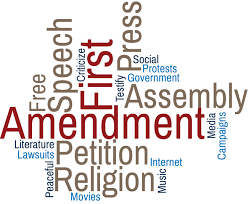 Free
Speech
Criticize
First
Testify
Press
Social
Protests
Government
Assembly
Amendment
Literature
Lawsuits
Peaceful
Petition
Religion
Movies
Internet
Music
Media
Campaigns